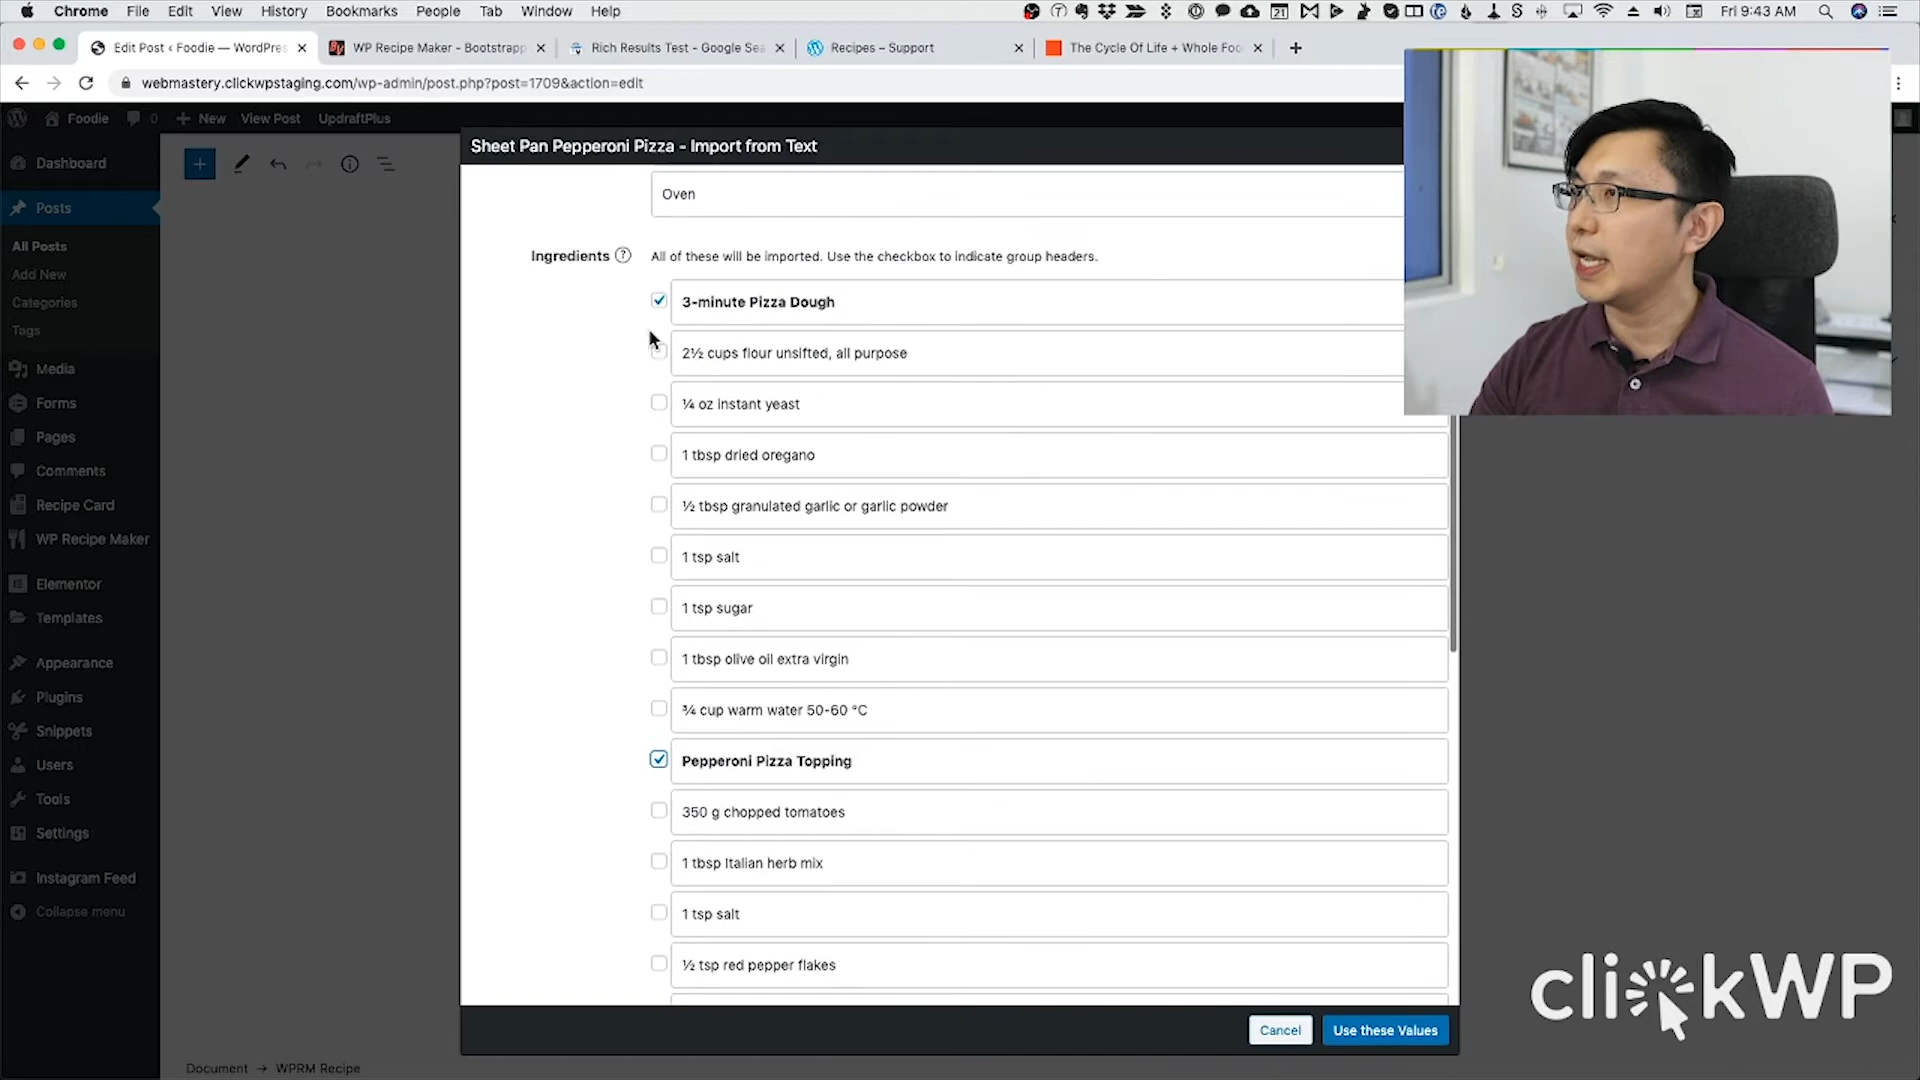 Chrome File Edit View History Bookmarks People Tab Window Help
21
Fri 9:43 AM
Edit Post ‹ Foodie — WordPres
WP Recipe Maker - Bootstrapp
Rich Results Test - Google Sea
Recipes – Support
The Cycle Of Life + Whole Foo
webmastery.clickwpstaging.com/wp-admin/post.php?post=1709&action=edit
Foodie 0 New View Post UpdraftPlus
Dashboard
Posts
All Posts
Add New
Categories
Tags
Media
Forms
Pages
Comments
Recipe Card
WP Recipe Maker
Elementor
Templates
Appearance
Plugins
Snippets
Users
Tools
Settings
Instagram Feed
Collapse menu
Sheet Pan Pepperoni Pizza - Import from Text
Oven
Ingredients ? All of these will be imported. Use the checkbox to indicate group headers.
3-minute Pizza Dough
2½ cups flour unsifted, all purpose
¼ oz instant yeast
1 tbsp dried oregano
½ tbsp granulated garlic or garlic powder
1 tsp salt
1 tsp sugar
1 tbsp olive oil extra virgin
¾ cup warm water 50-60 °C
Pepperoni Pizza Topping
350 g chopped tomatoes
1 tbsp Italian herb mix
1 tsp salt
½ tsp red pepper flakes
Cancel Use these Values
Document → WPRM Recipe
clickWP